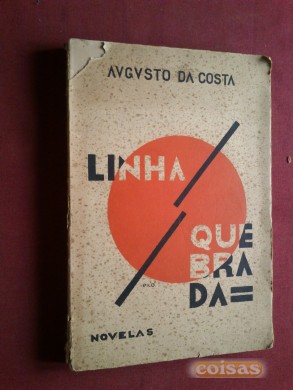 AVGVSTO DA COSTA
LINHA
QUE
BRA
DA=
NOVELAS
coisas